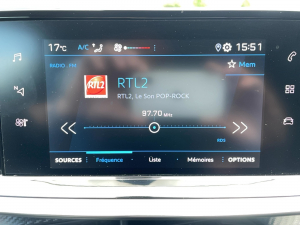 17°C A/C 15:51
RADIO - FM Mem
RTL2 RTL2
RTL2, Le Son POP-ROCK
97.70 MHz
RDS
SOURCES Fréquence Liste Mémoires OPTIONS